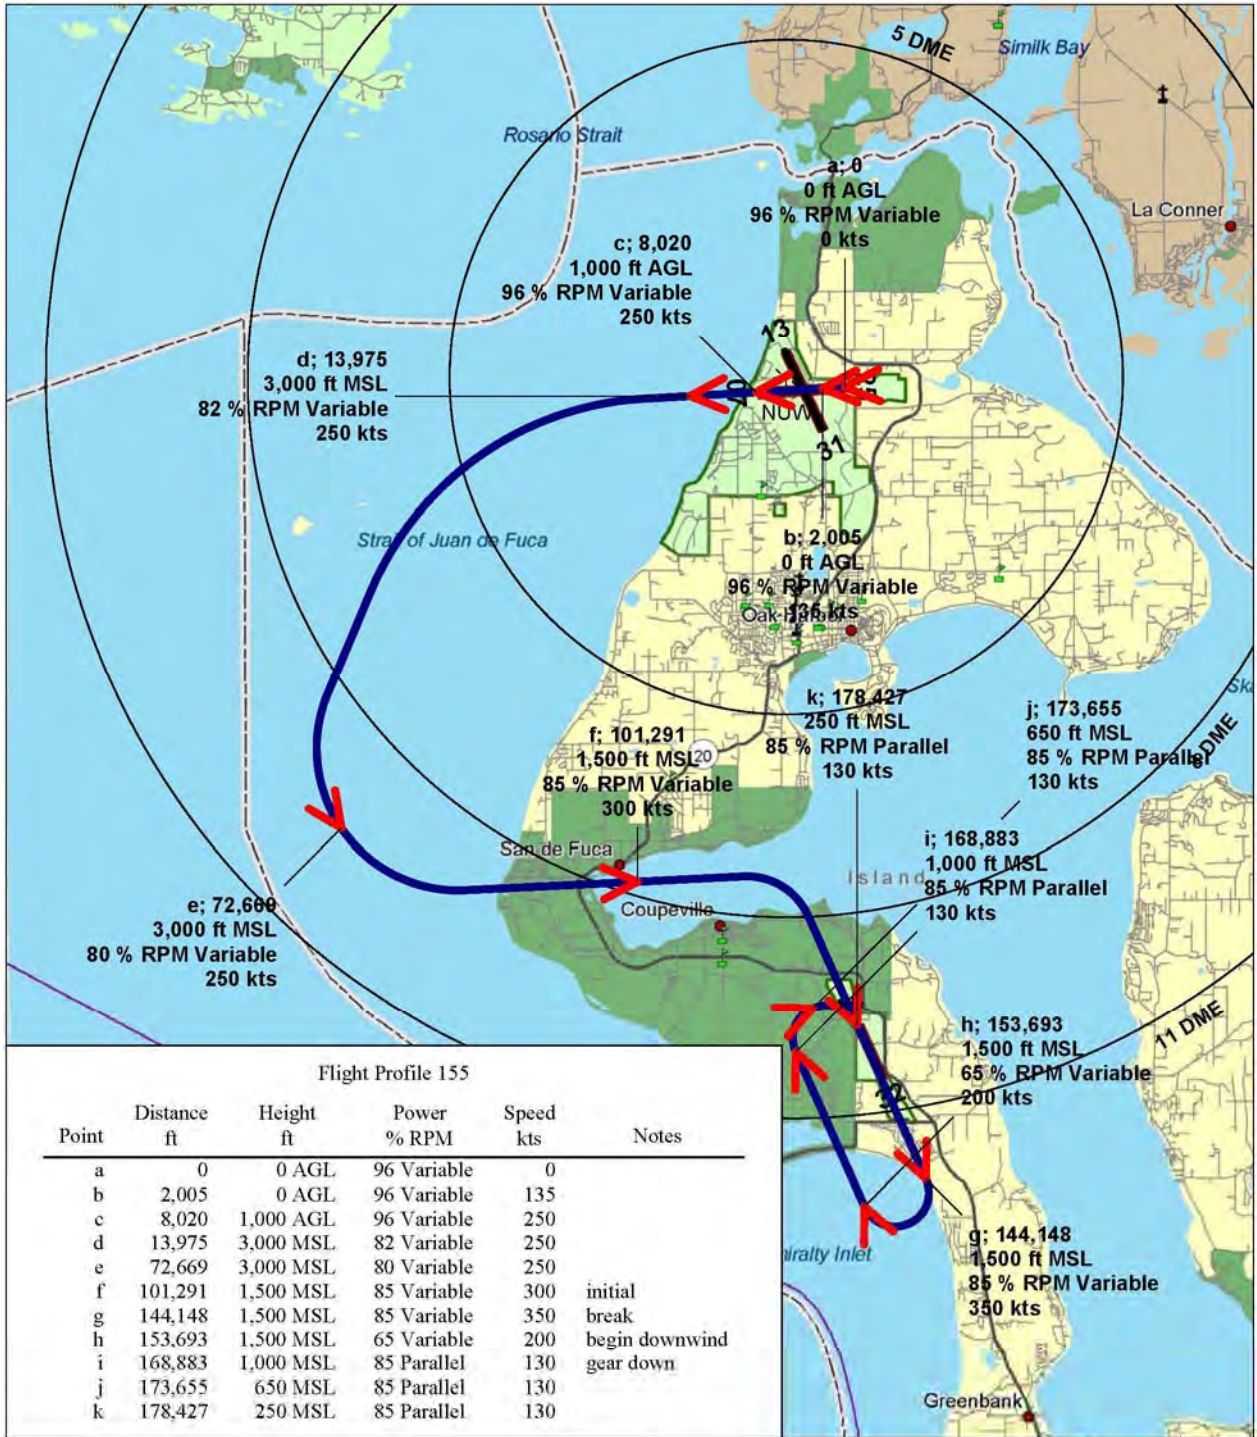 5 DME
Similk Bay
Rosario Strait
a; 0
0 ft AGL
96 % RPM Variable
0 kts
La Conner
c; 8,020
1,000 ft AGL
96 % RPM Variable
250 kts
13
d; 13,975
3,000 ft MSL
82 % RPM Variable
250 kts
07
NUW
31
Strait of Juan de Fuca
b; 2,005
0 ft AGL
96 % RPM Variable
135 kts
Oak Harbor
k; 178,427
250 ft MSL
85 % RPM Parallel
130 kts
j; 173,655
650 ft MSL
85 % RPM Parallel
130 kts
DME
f; 101,291
1,500 ft MSL
85 % RPM Variable
300 kts
20
i; 168,883
1,000 ft MSL
85 % RPM Parallel
130 kts
San de Fuca
Island
Coupeville
e; 72,669
3,000 ft MSL
80 % RPM Variable
250 kts
11 DME
h; 153,693
1,500 ft MSL
65 % RPM Variable
200 kts
32
g; 144,148
1,500 ft MSL
85 % RPM Variable
350 kts
miralty Inlet
Greenbank
Flight Profile 155
Point Distance ft Height ft Power % RPM Speed kts Notes
a 0 0 AGL 96 Variable 0
b 2,005 0 AGL 96 Variable 135
c 8,020 1,000 AGL 96 Variable 250
d 13,975 3,000 MSL 82 Variable 250
e 72,669 3,000 MSL 80 Variable 250
f 101,291 1,500 MSL 85 Variable 300 initial
g 144,148 1,500 MSL 85 Variable 350 break
h 153,693 1,500 MSL 65 Variable 200 begin downwind
i 168,883 1,000 MSL 85 Parallel 130 gear down
j 173,655 650 MSL 85 Parallel 130
k 178,427 250 MSL 85 Parallel 130